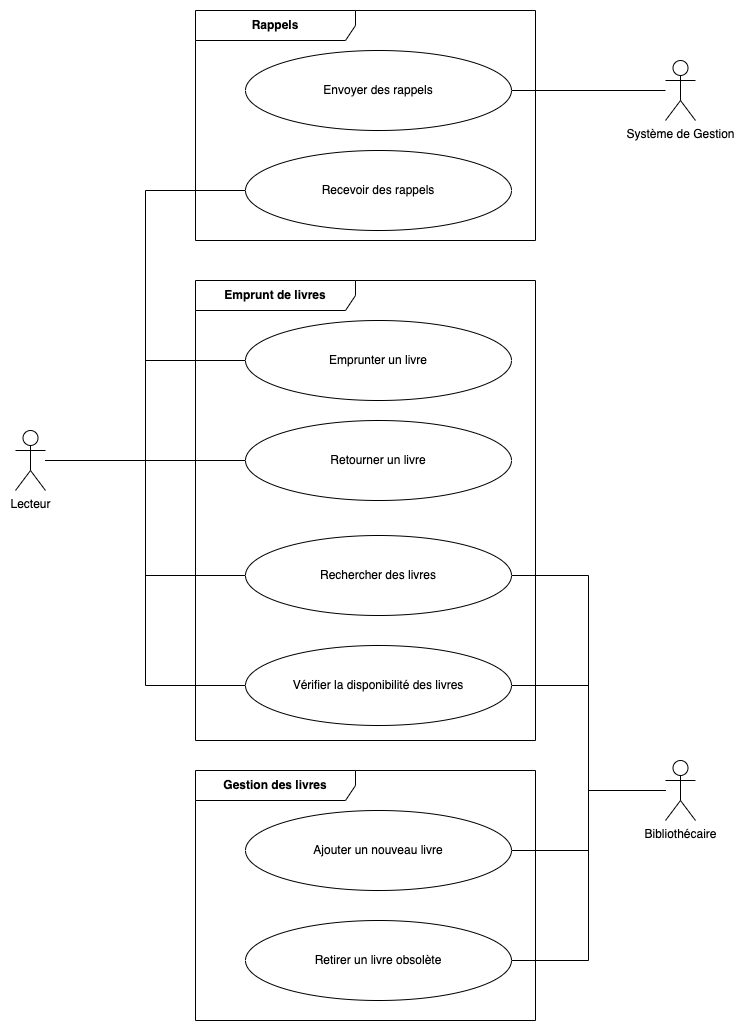 Rappels
Envoyer des rappels
Système de Gestion
Recevoir des rappels
Emprunt de livres
Emprunter un livre
Retourner un livre
Lecteur
Rechercher des livres
Vérifier la disponibilité des livres
Gestion des livres
Bibliothécaire
Ajouter un nouveau livre
Retirer un livre obsolète